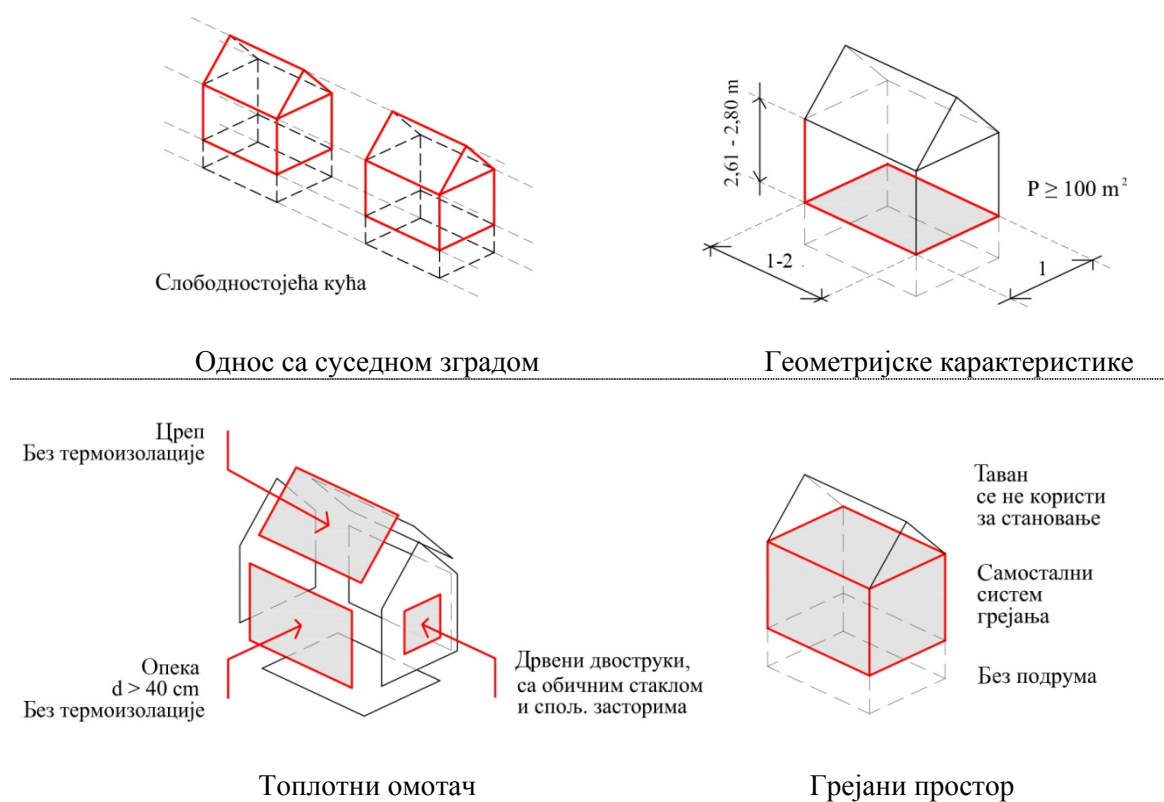 Слободностојећа кућа
Однос са суседном зградом
2,61 - 2,80 m
P ≥ 100 m²
1-2
1
Геометријске карактеристике
Цреп
Без термоизолације
Опека
d > 40 cm
Без термоизолације
Дрвени двоструки,
са обичним стаклом
и спољ. засторима
Топлотни омотач
Таван
се не користи
за становање
Самостални
систем
грејања
Без подрума
Грејани простор